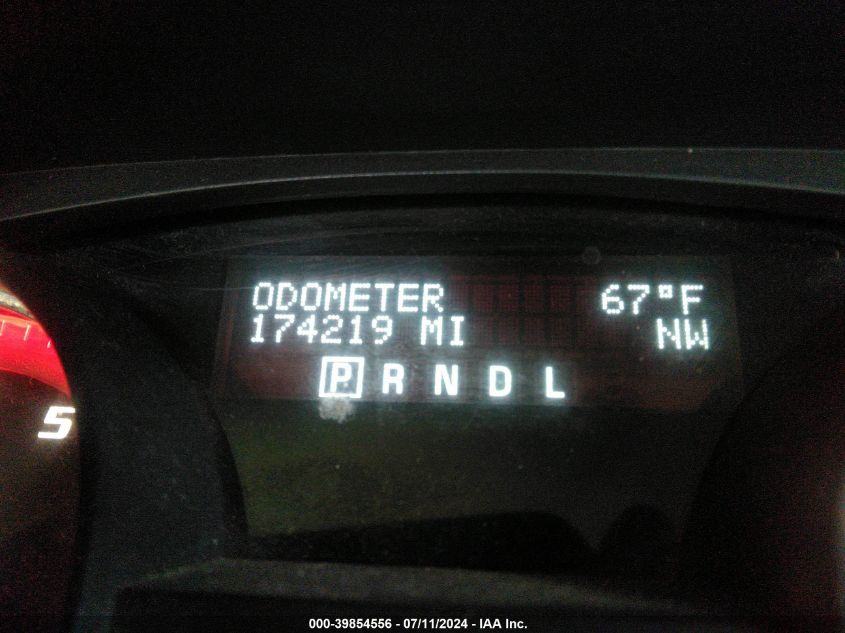 ODOMETER 67°F
174219 MI NW
P R N D L
5
000-39854556 - 07/11/2024 - IAA Inc.